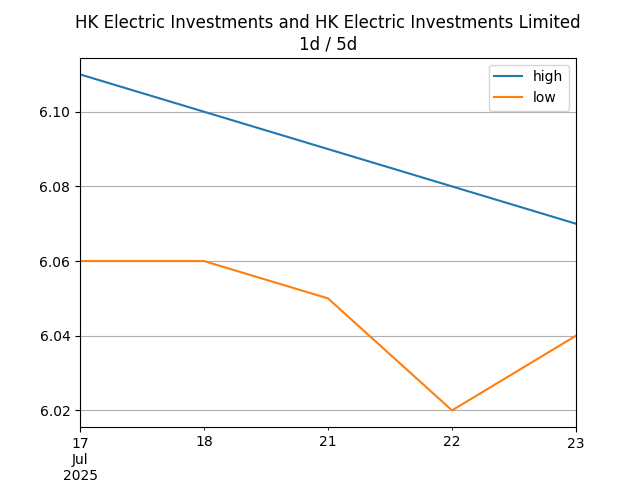 HK Electric Investments and HK Electric Investments Limited
1d / 5d
high
low
6.10
6.08
6.06
6.04
6.02
17 18 21 22 23
Jul
2025